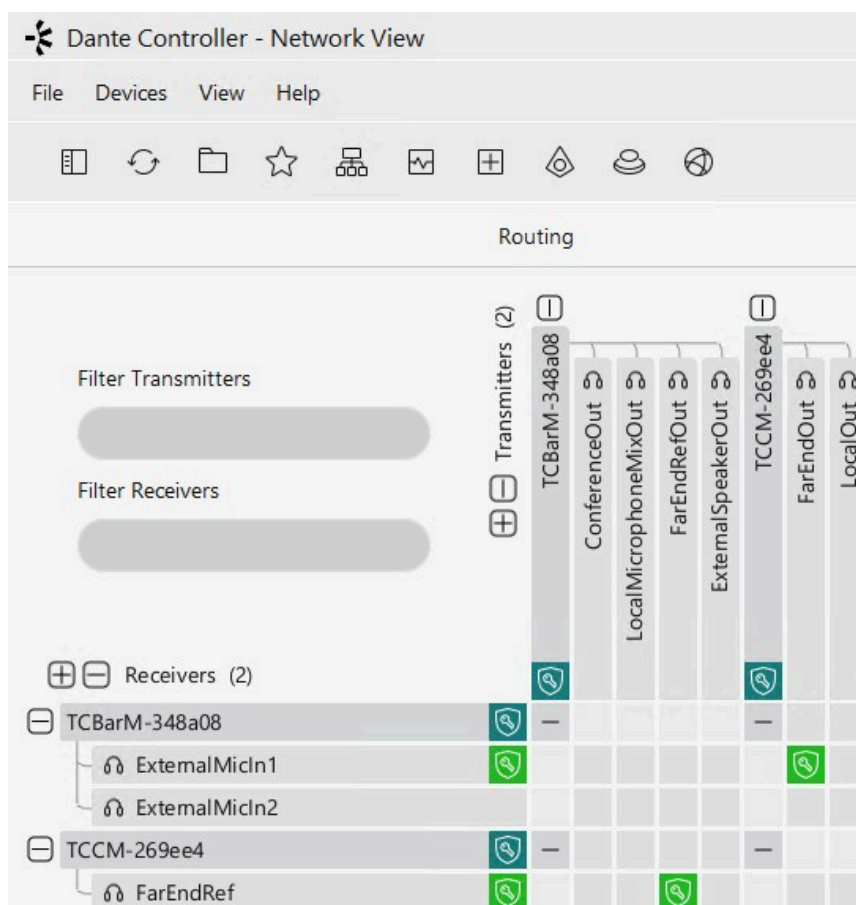 Dante Controller - Network View
File Devices View Help
Routing
Filter Transmitters
Filter Receivers
Transmitters (2)
TCBarM-348a08
ConferenceOut
LocalMicrophoneMixOut
FarEndRefOut
ExternalSpeakerOut
TCCM-269ee4
FarEndOut
LocalOut
Receivers (2)
TCBarM-348a08
ExternalMicIn1
ExternalMicIn2
TCCM-269ee4
FarEndRef